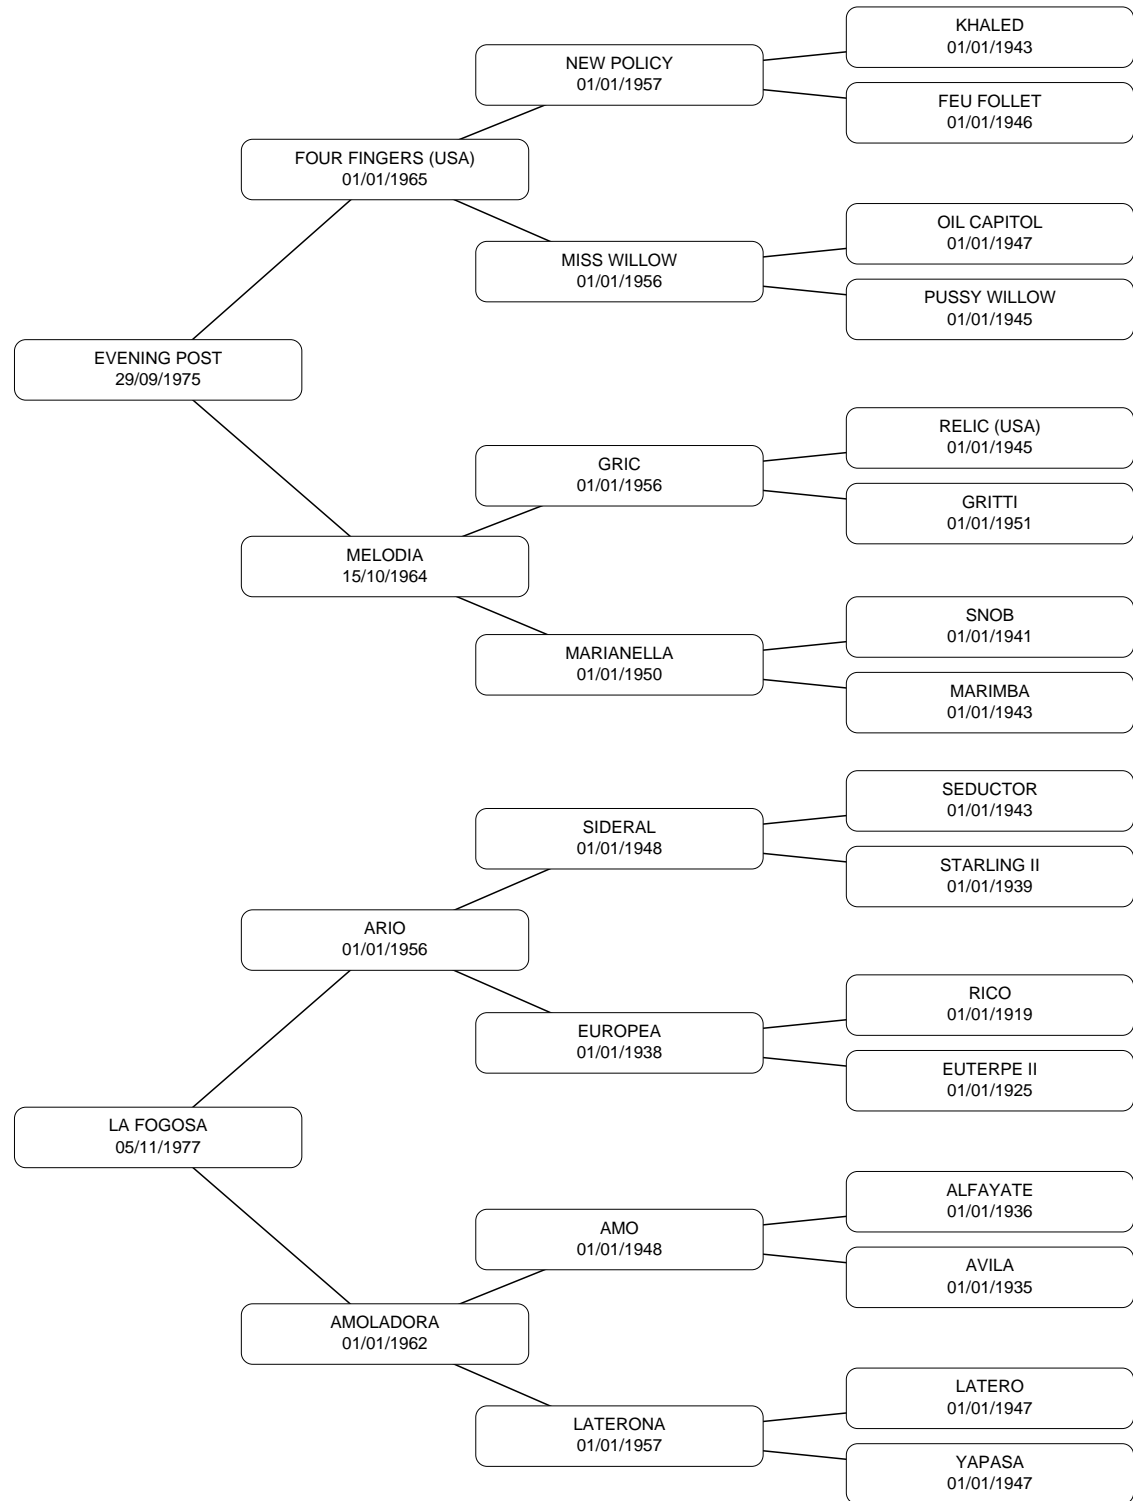 KHALED
01/01/1943
NEW POLICY
01/01/1957
FEU FOLLET
01/01/1946
FOUR FINGERS (USA)
01/01/1965
OIL CAPITOL
01/01/1947
MISS WILLOW
01/01/1956
PUSSY WILLOW
01/01/1945
EVENING POST
29/09/1975
RELIC (USA)
01/01/1945
GRIC
01/01/1956
GRITTI
01/01/1951
MELODIA
15/10/1964
SNOB
01/01/1941
MARIANELLA
01/01/1950
MARIMBA
01/01/1943
SEDUCTOR
01/01/1943
SIDERAL
01/01/1948
STARLING II
01/01/1939
ARIO
01/01/1956
RICO
01/01/1919
EUROPEA
01/01/1938
EUTERPE II
01/01/1925
LA FOGOSA
05/11/1977
ALFAYATE
01/01/1936
AMO
01/01/1948
AVILA
01/01/1935
AMOLADORA
01/01/1962
LATERO
01/01/1947
LATERONA
01/01/1957
YAPASA
01/01/1947